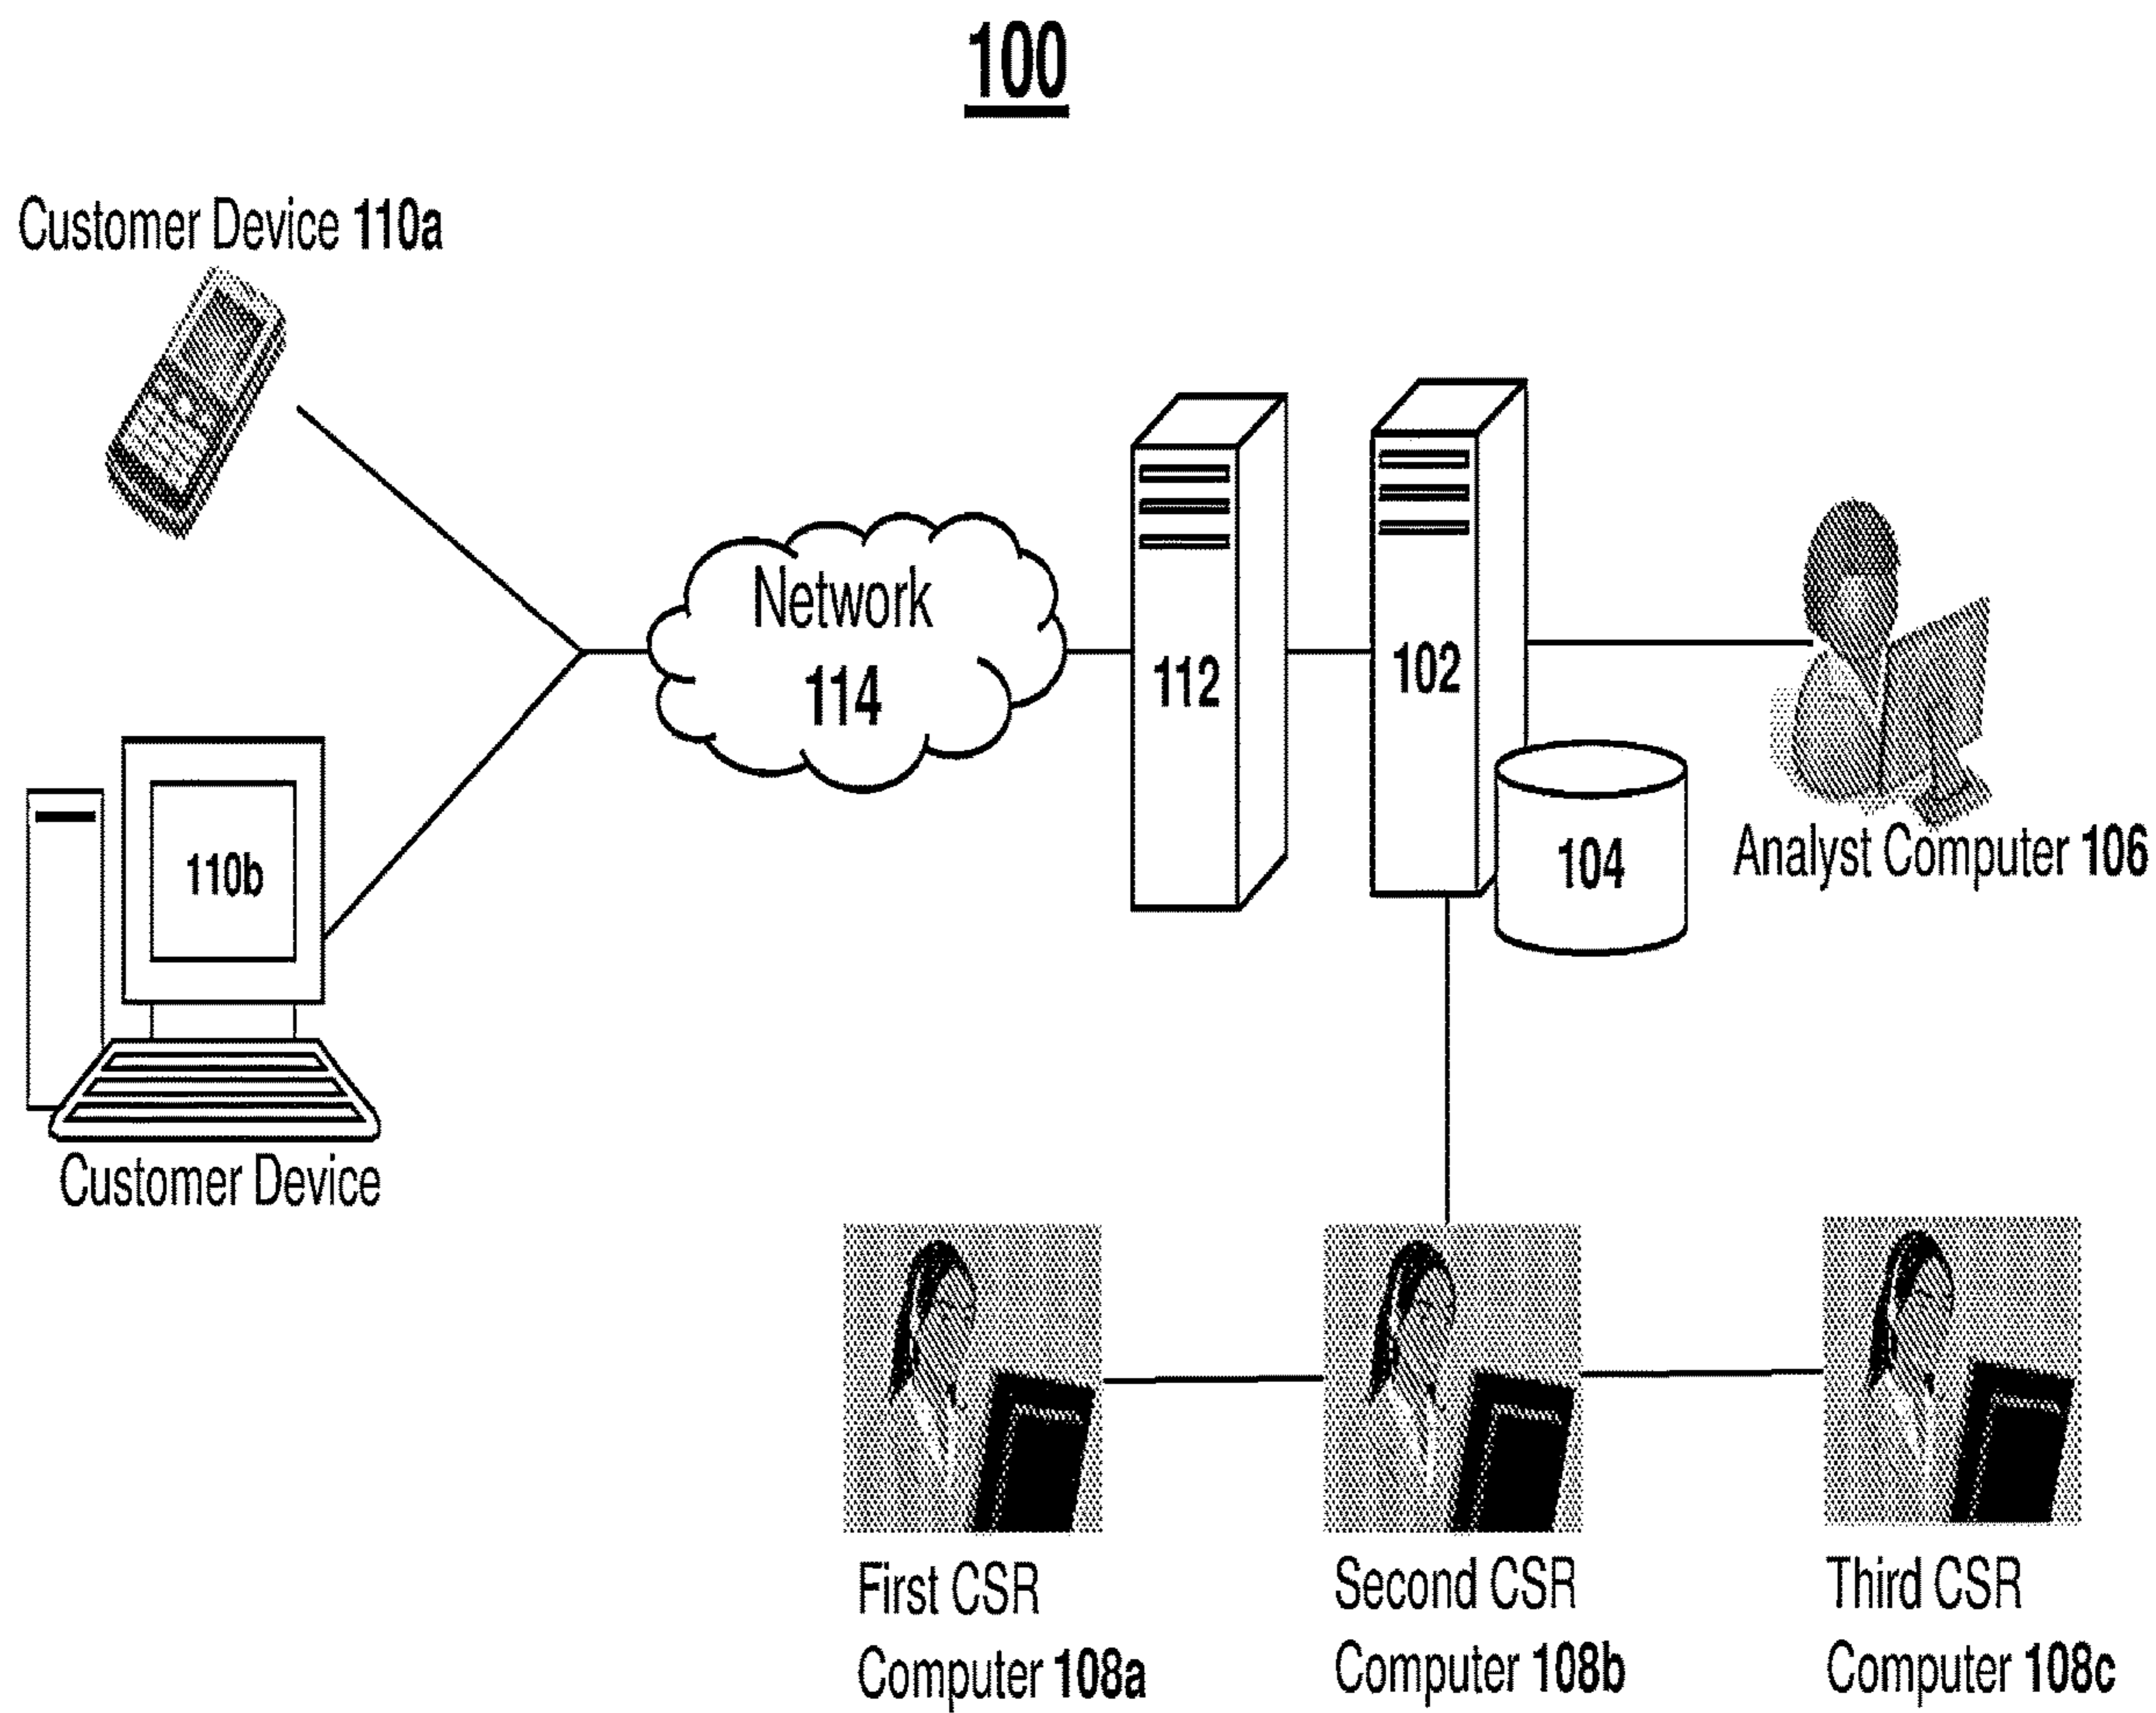 100
Customer Device 110a
Network
114
112
102
110b
104
Analyst Computer 106
Customer Device
First CSR
Computer 108a
Second CSR
Computer 108b
Third CSR
Computer 108c